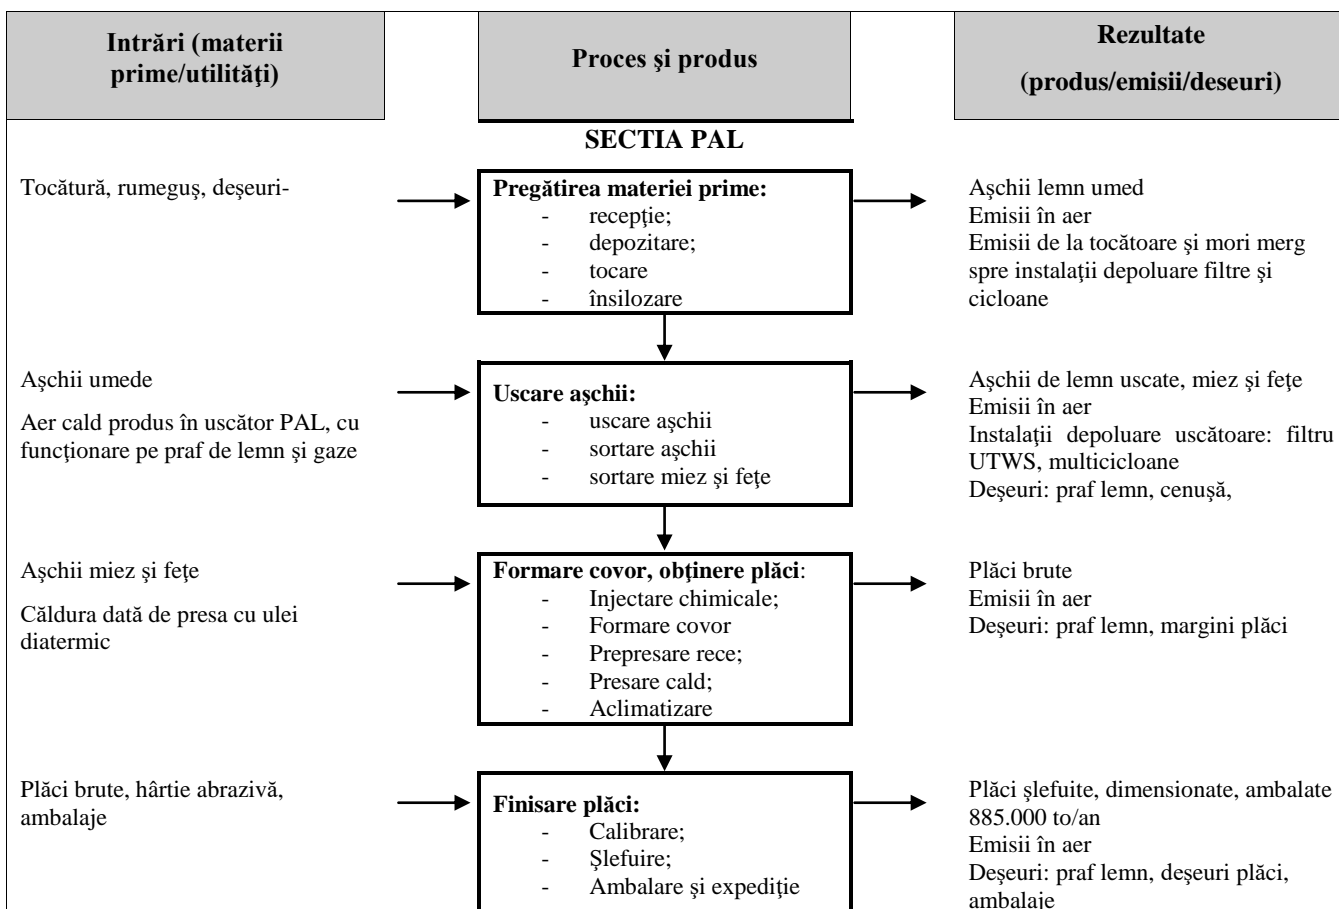 Intrări (materii
prime/utilităţi)
Proces şi produs
Rezultate
(produs/emisii/deseuri)
SECTIA PAL
Tocătură, rumeguş, deşeuri-
Pregătirea materiei prime:
- recepţie;
- depozitare;
- tocare
- însilozare
Aşchii lemn umed
Emisii în aer
Emisii de la tocătoare şi mori merg
spre instalaţii depoluare filtre şi
cicloane
Aşchii umede
Aer cald produs în uscător PAL, cu
funcţionare pe praf de lemn şi gaze
Uscare aşchii:
- uscare aşchii
- sortare aşchii
- sortare miez şi feţe
Aşchii de lemn uscate, miez şi feţe
Emisii în aer
Instalaţii depoluare uscătoare: filtru
UTWS, multicicloane
Deşeuri: praf lemn, cenuşă,
Aşchii miez şi feţe
Căldura dată de presa cu ulei
diatermic
Formare covor, obţinere plăci:
- Injectare chimicale;
- Formare covor
- Prepresare rece;
- Presare cald;
- Aclimatizare
Plăci brute
Emisii în aer
Deşeuri: praf lemn, margini plăci
Plăci brute, hârtie abrazivă,
ambalaje
Finisare plăci:
- Calibrare;
- Şlefuire;
- Ambalare şi expediţie
Plăci şlefuite, dimensionate, ambalate
885.000 to/an
Emisii în aer
Deşeuri: praf lemn, deşeuri plăci,
ambalaje